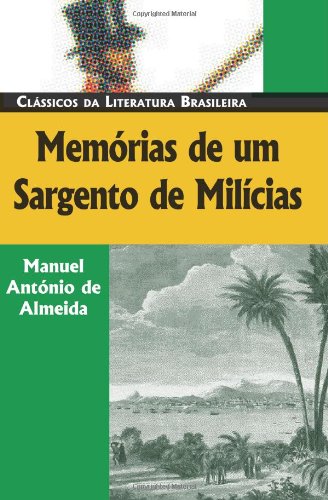 Clássicos da Literatura Brasileira
Memórias de um
Sargento de Milícias
Manuel
António de
Almeida